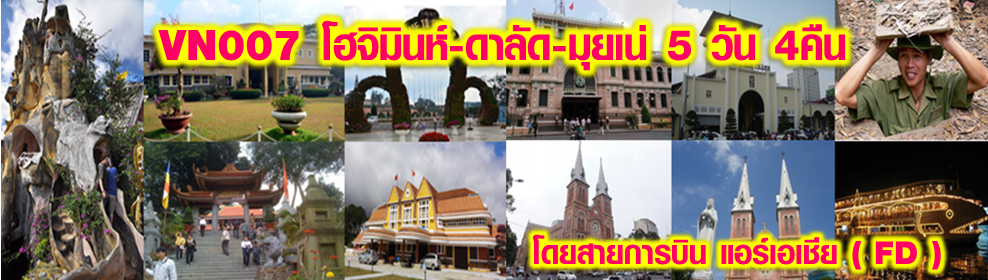 VN007 โฮจิมินห์-ดาลัด-มุยเน่ 5 วัน 4คืน
โดยสายการบิน แอร์เอเชีย ( FD )